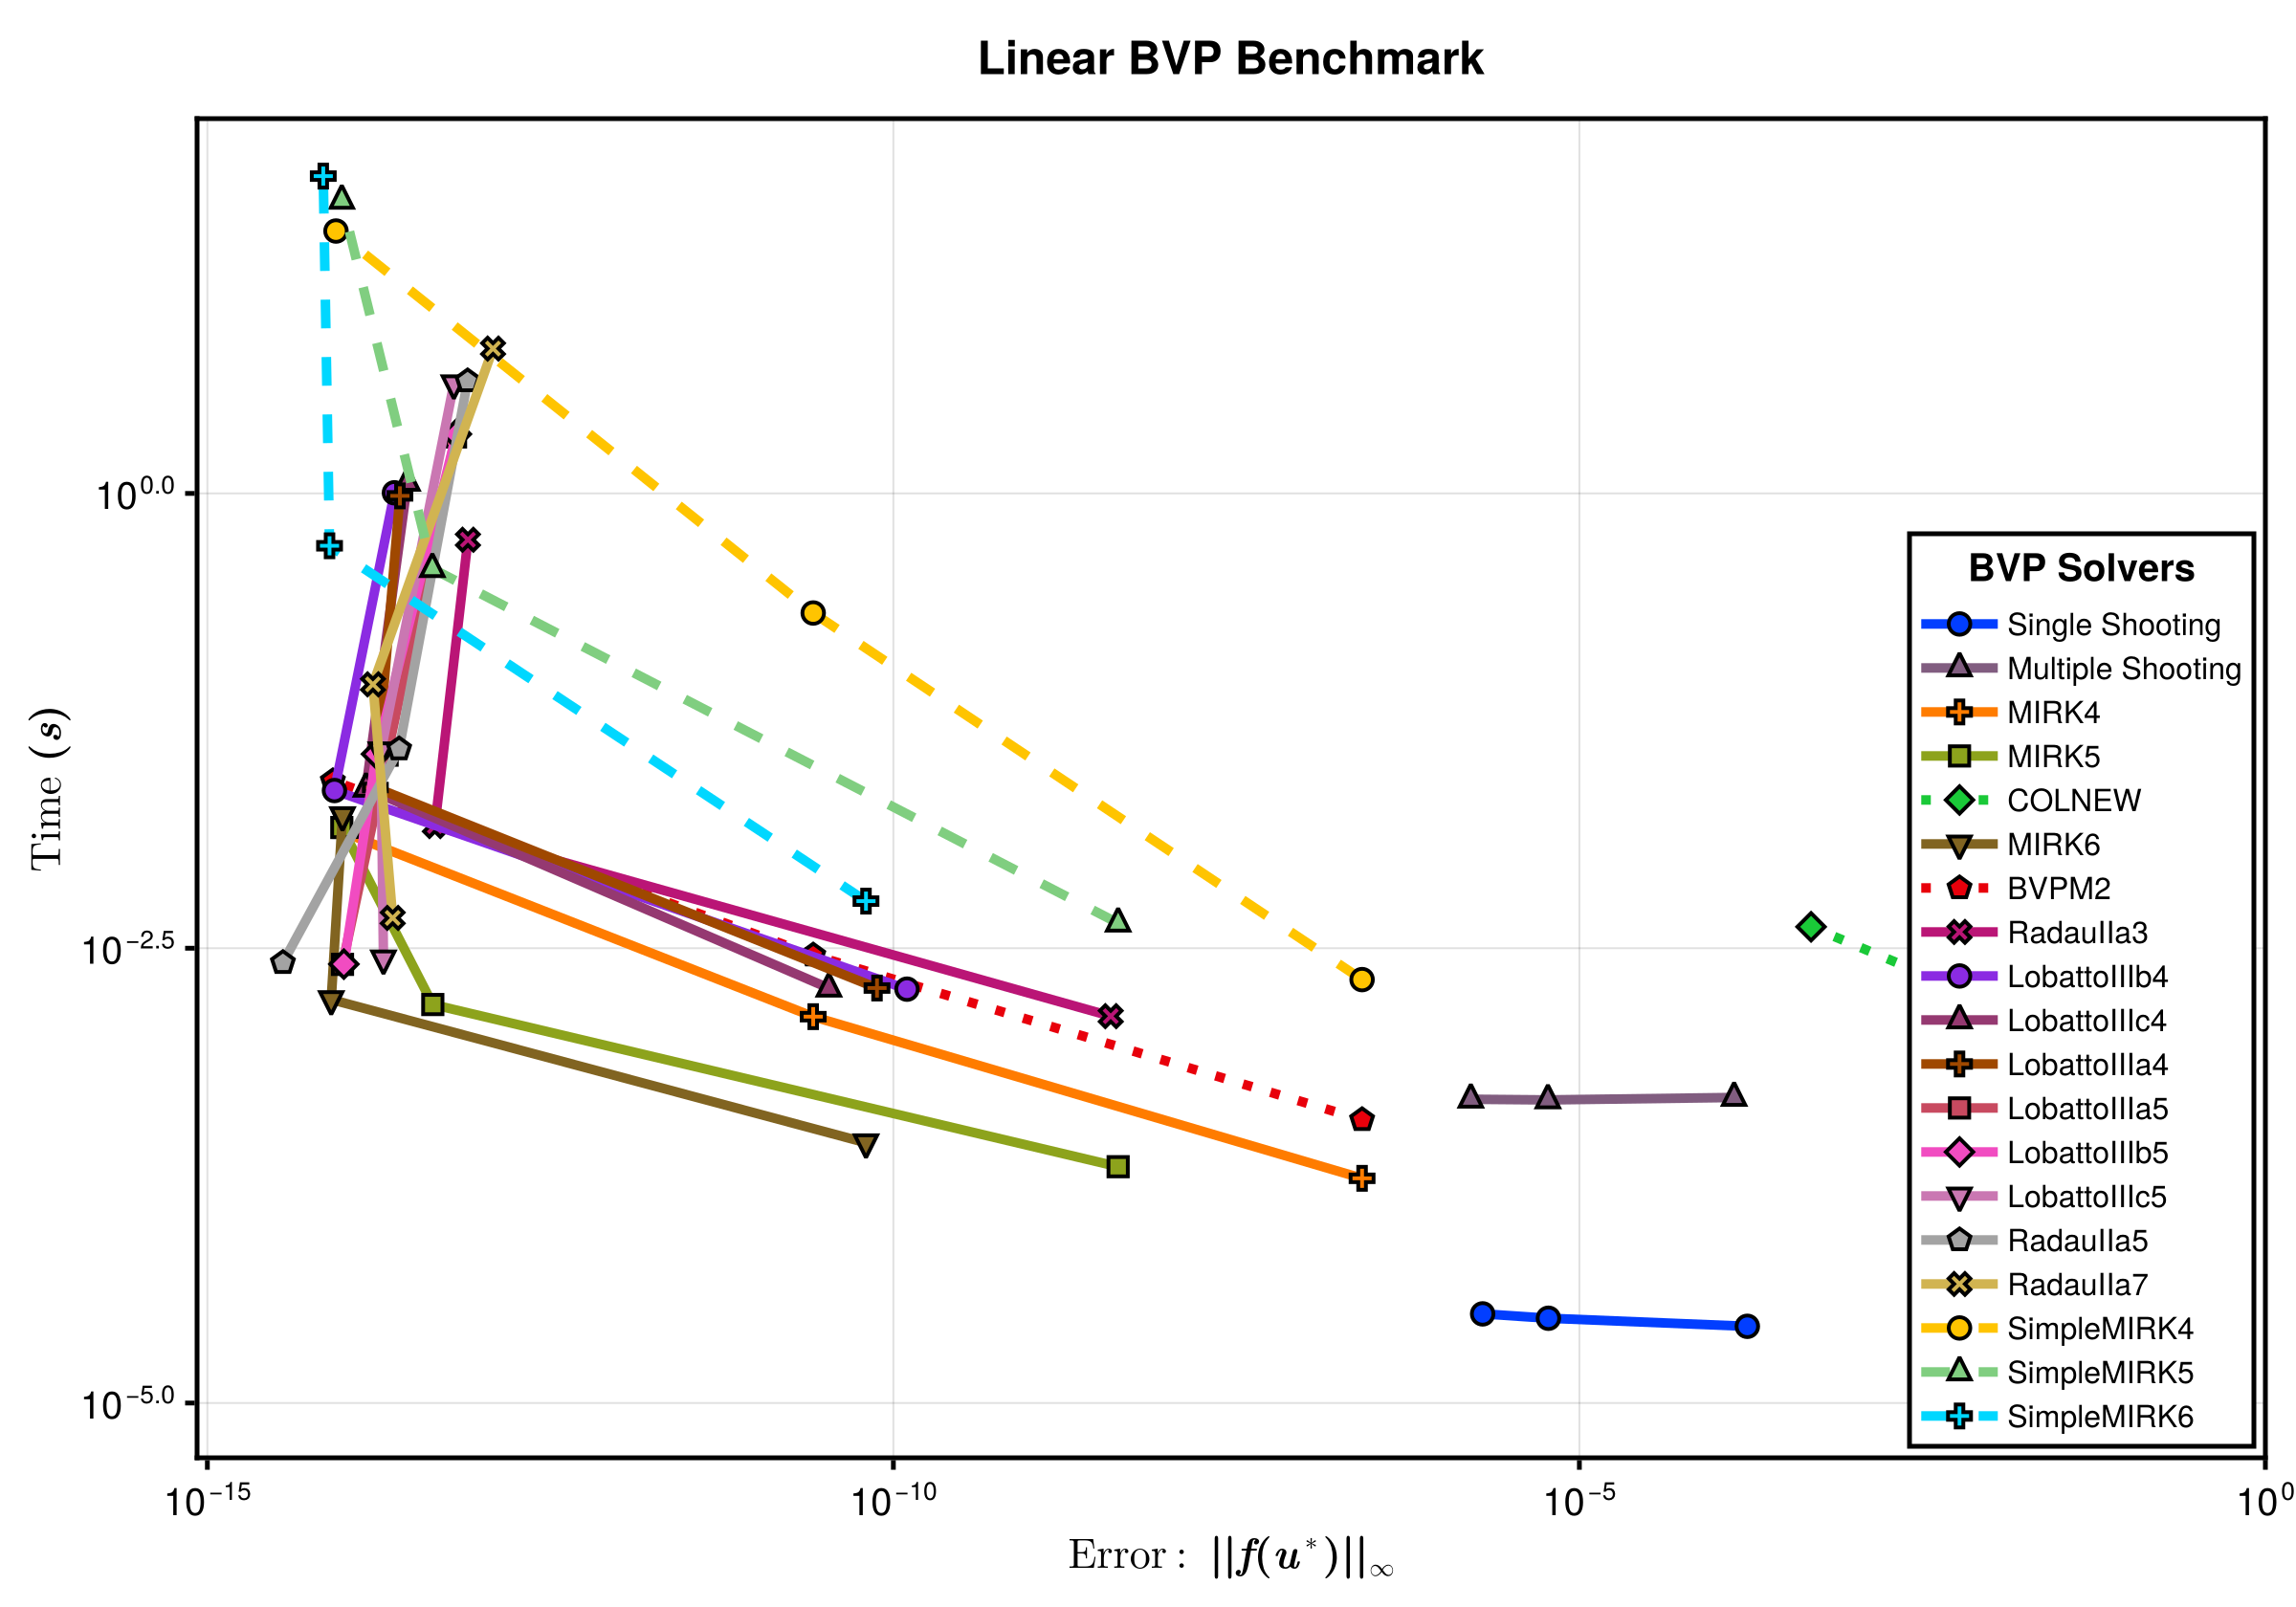 Linear BVP Benchmark
Time (s)
10^0.0
10^−2.5
10^−5.0
BVP Solvers
Single Shooting
Multiple Shooting
MIRK4
MIRK5
COLNEW
MIRK6
BVPM2
RadauIIa3
LobattoIIIb4
LobattoIIIc4
LobattoIIIa4
LobattoIIIa5
LobattoIIIb5
LobattoIIIc5
RadauIIa5
RadauIIa7
SimpleMIRK4
SimpleMIRK5
SimpleMIRK6
10^−15 10^−10 10^−5 10^0
Error: ||f(u*)||∞